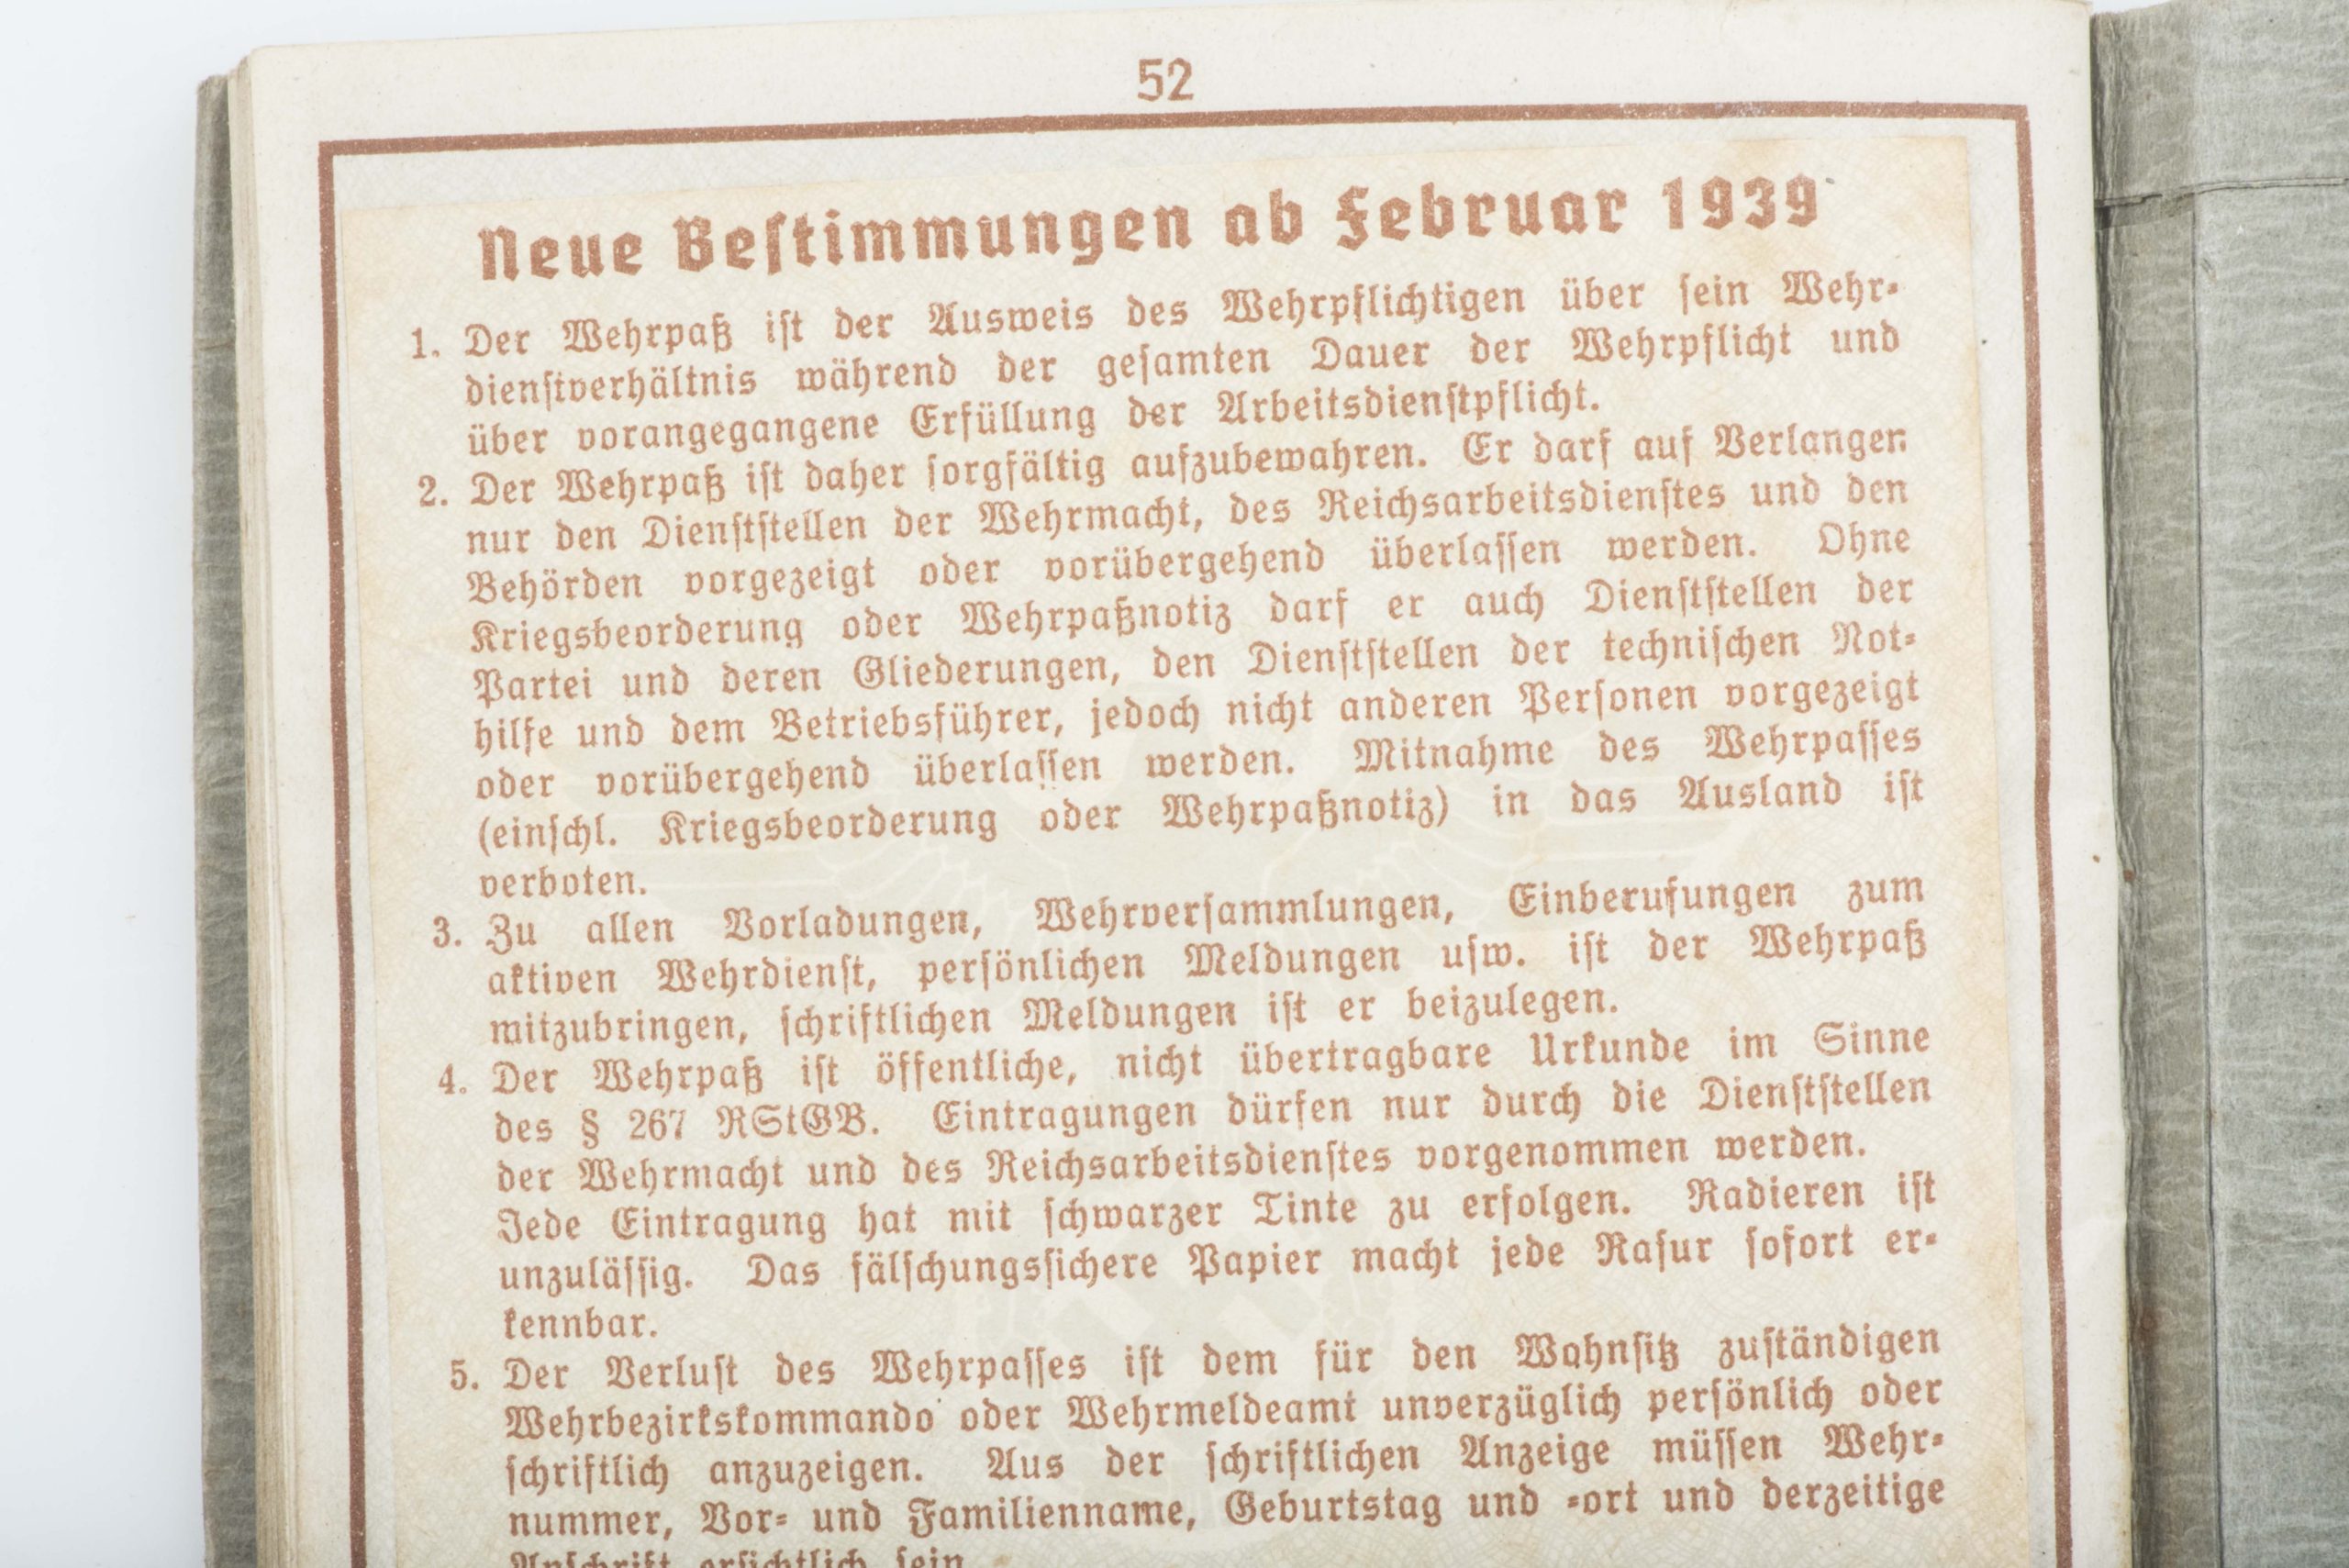 52
Neue Bestimmungen ab Februar 1939
1. Der Wehrpaß ist der Ausweis des Wehrpflichtigen über sein Wehr-
dienstverhältnis während der gesamten Dauer der Wehrpflicht und
über vorangegangene Erfüllung der Arbeitsdienstpflicht.
2. Der Wehrpaß ist daher sorgfältig aufzubewahren. Er darf auf Verlangen
nur den Dienststellen der Wehrmacht, des Reichsarbeitsdienstes und den
Behörden vorgezeigt oder vorübergehend überlassen werden. Ohne
Kriegsbeorderung oder Wehrpaßnotiz darf er auch Dienststellen der
Partei und deren Gliederungen, den Dienststellen der technischen Not-
hilfe und dem Betriebsführer, jedoch nicht anderen Personen vorgezeigt
oder vorübergehend überlassen werden. Mitnahme des Wehrpasses
(einschl. Kriegsbeorderung oder Wehrpaßnotiz) in das Ausland ist
verboten.
3. Zu allen Vorladungen, Wehrversammlungen, Einberufungen zum
aktiven Wehrdienst, persönlichen Meldungen usw. ist der Wehrpaß
mitzubringen, schriftlichen Meldungen ist er beizulegen.
4. Der Wehrpaß ist öffentliche, nicht übertragbare Urkunde im Sinne
des § 267 RStGB. Eintragungen dürfen nur durch die Dienststellen
der Wehrmacht und des Reichsarbeitsdienstes vorgenommen werden.
Jede Eintragung hat mit schwarzer Tinte zu erfolgen. Radieren ist
unzulässig. Das fälschungssichere Papier macht jede Rasur sofort er-
kennbar.
5. Der Verlust des Wehrpasses ist dem für den Wohnsitz zuständigen
Wehrbezirkskommando oder Wehrmeldeamt unverzüglich persönlich oder
schriftlich anzuzeigen. Aus der schriftlichen Anzeige müssen Wehr-
nummer, Vor- und Familienname, Geburtstag und -ort und derzeitige
Anschrift ersichtlich sein.